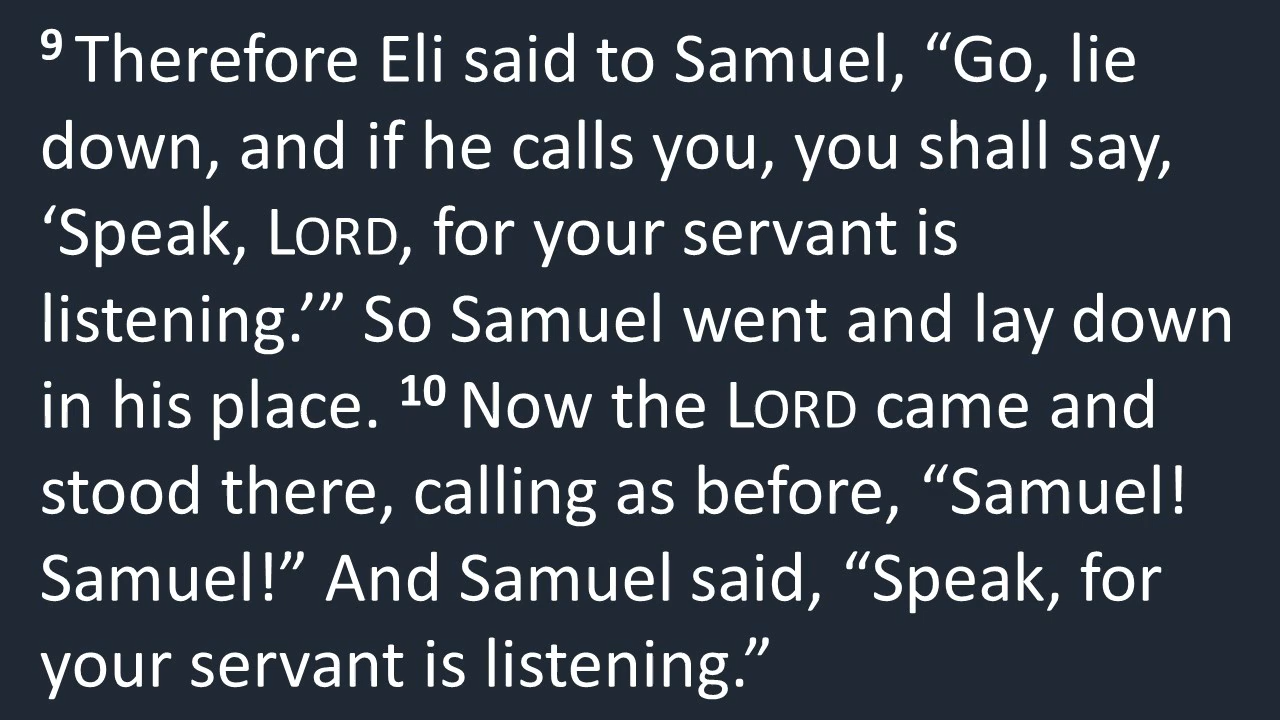 9 Therefore Eli said to Samuel, “Go, lie
down, and if he calls you, you shall say,
‘Speak, LORD, for your servant is
listening.’” So Samuel went and lay down
in his place. 10 Now the LORD came and
stood there, calling as before, “Samuel!
Samuel!” And Samuel said, “Speak, for
your servant is listening.”